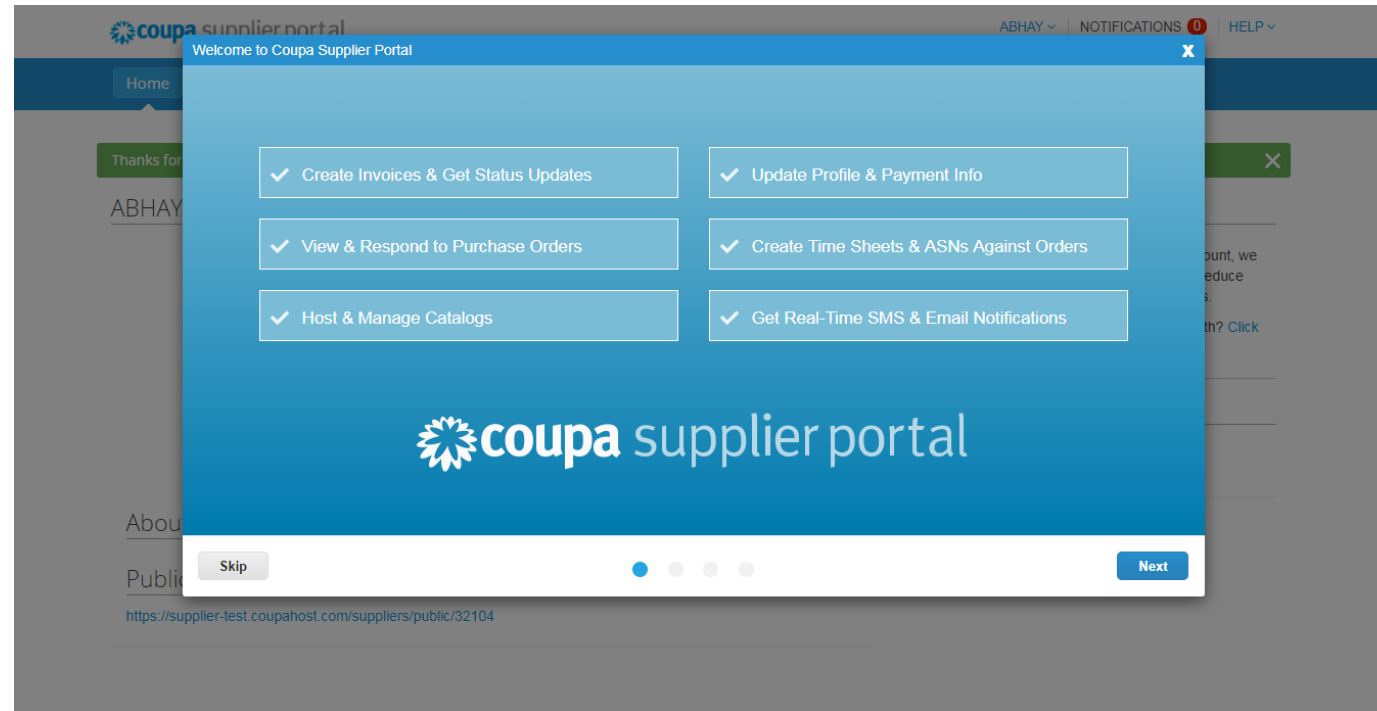 coupa supplier portal
ABHAY NOTIFICATIONS 0 HELP
Welcome to Coupa Supplier Portal X
Home
Thanks for
ABHAY
Create Invoices & Get Status Updates
Update Profile & Payment Info
View & Respond to Purchase Orders
Create Time Sheets & ASNs Against Orders
Host & Manage Catalogs
Get Real-Time SMS & Email Notifications
ount, we
educe
s.
th? Click
coupa supplier portal
Abou
Skip
Next
Public
https://supplier-test.coupahost.com/suppliers/public/32104